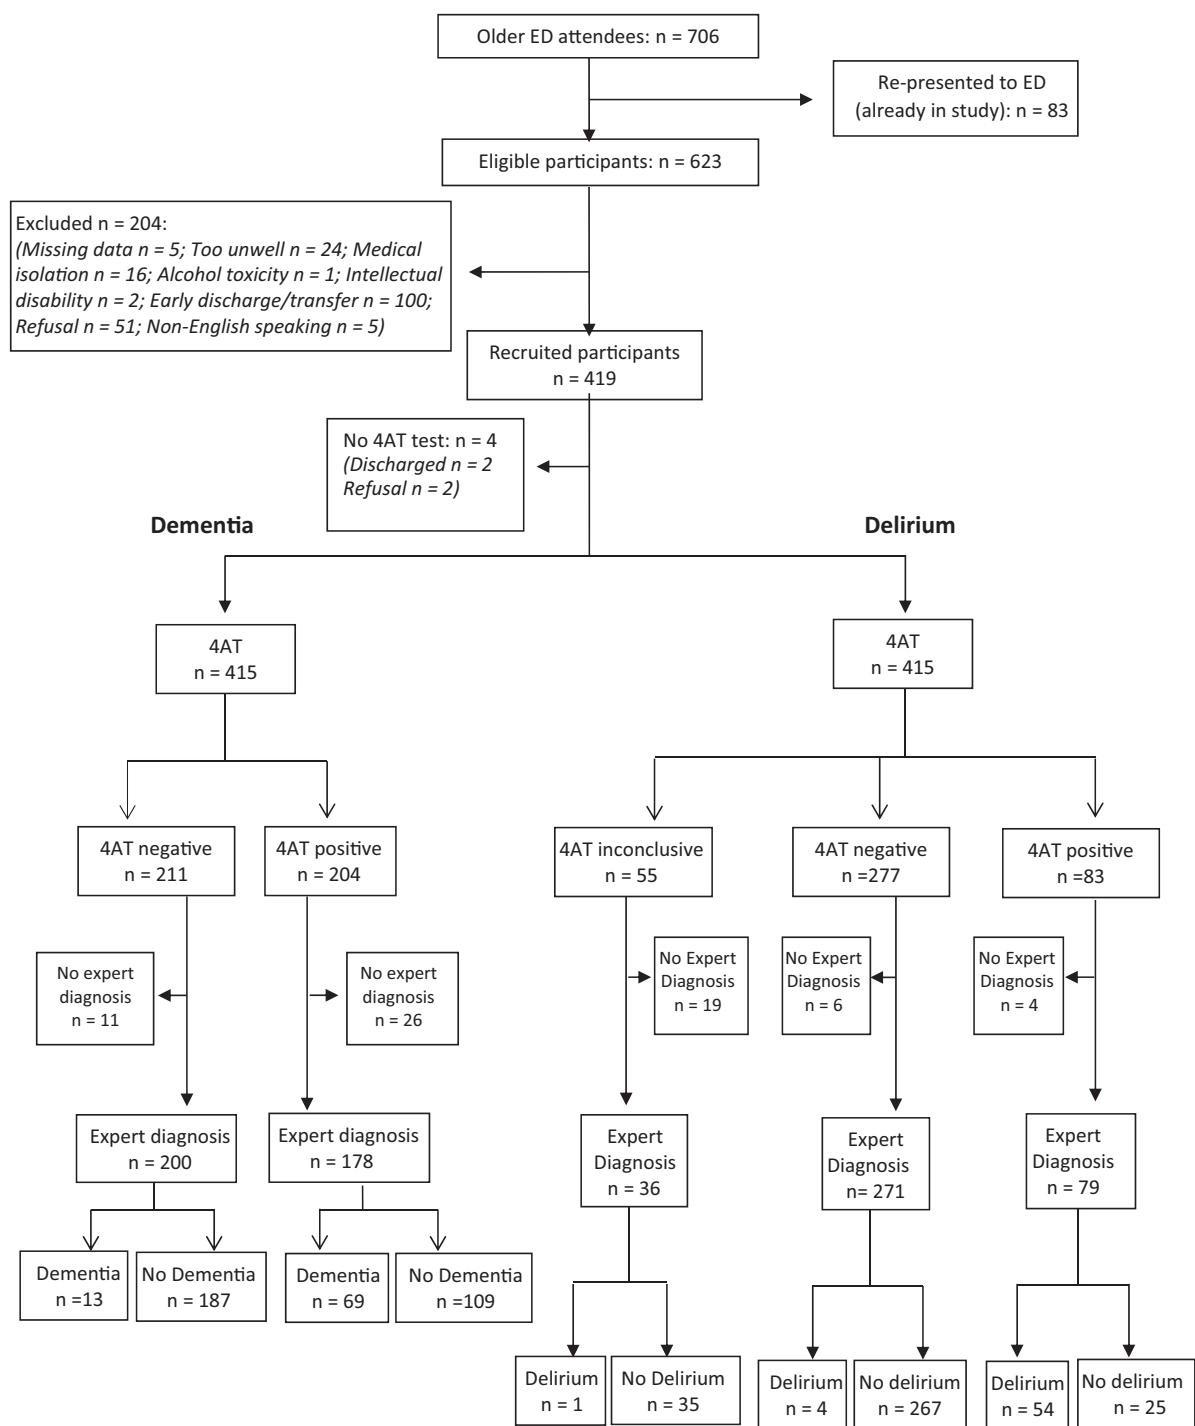 Older ED attendees: n = 706
Re-presented to ED
(already in study): n = 83
Eligible participants: n = 623
Excluded n = 204:
(Missing data n = 5; Too unwell n = 24; Medical
isolation n = 16; Alcohol toxicity n = 1; Intellectual
disability n = 2; Early discharge/transfer n = 100;
Refusal n = 51; Non-English speaking n = 5)
Recruited participants
n = 419
No 4AT test: n = 4
(Discharged n = 2
Refusal n = 2)
Dementia
Delirium
4AT
n = 415
4AT
n = 415
4AT negative
n = 211
4AT positive
n = 204
4AT inconclusive
n = 55
4AT negative
n =277
4AT positive
n =83
No expert
diagnosis
n = 11
No expert
diagnosis
n = 26
No Expert
Diagnosis
n = 19
No Expert
Diagnosis
n = 6
No Expert
Diagnosis
n = 4
Expert diagnosis
n = 200
Expert diagnosis
n = 178
Expert
Diagnosis
n = 36
Expert
Diagnosis
n= 271
Expert
Diagnosis
n = 79
Dementia
n =13
No Dementia
n = 187
Dementia
n = 69
No Dementia
n =109
Delirium
n = 1
No Delirium
n = 35
Delirium
n = 4
No delirium
n = 267
Delirium
n = 54
No delirium
n = 25